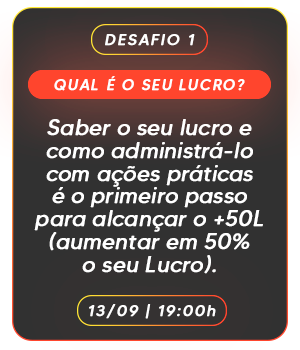 DESAFIO 1
QUAL É O SEU LUCRO?
Saber o seu lucro e
como administrá-lo
com ações práticas
é o primeiro passo
para alcançar o +50L
(aumentar em 50%
o seu Lucro).
13/09 | 19:00h